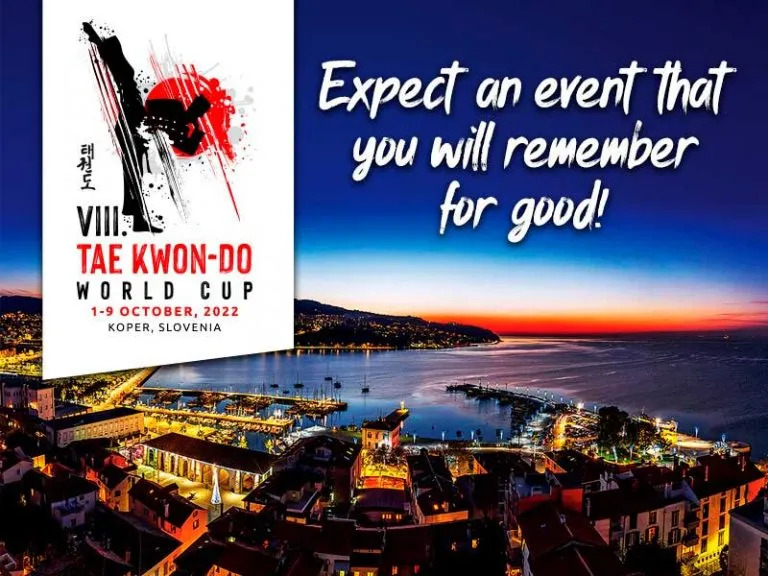 태권도
VIII.
TAE KWON-DO
WORLD CUP
1-9 OCTOBER, 2022
KOPER, SLOVENIA
Expect an event that
you will remember
for good!